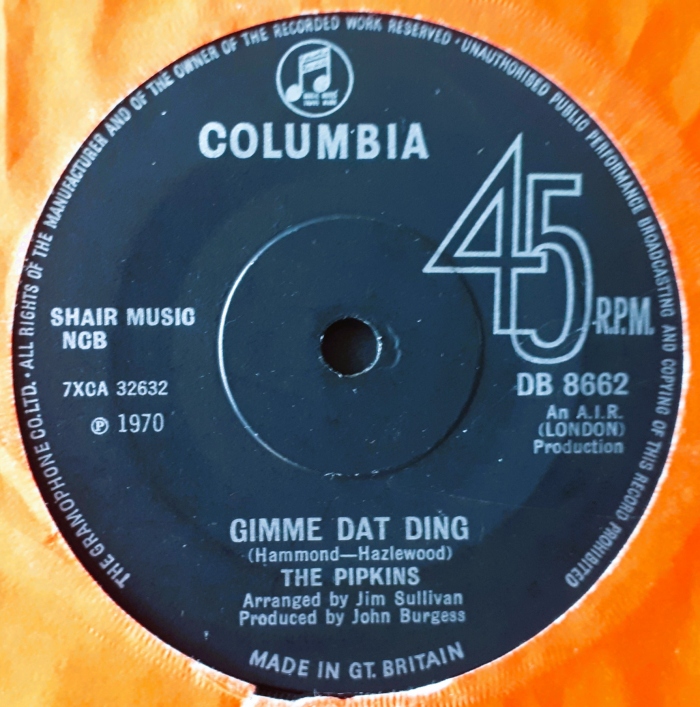 THE GRAMOPHONE CO.LTD. · ALL RIGHTS OF THE MANUFACTURER AND OF THE OWNER OF THE RECORDED WORK RESERVED · UNAUTHORISED PUBLIC PERFORMANCE BROADCASTING AND COPYING OF THIS RECORD PROHIBITED
COLUMBIA
45
R.P.M.
SHAIR MUSIC
NCB
7XCA 32632
℗ 1970
DB 8662
An A.I.R.
(LONDON)
Production
GIMME DAT DING
(Hammond—Hazlewood)
THE PIPKINS
Arranged by Jim Sullivan
Produced by John Burgess
MADE IN GT. BRITAIN